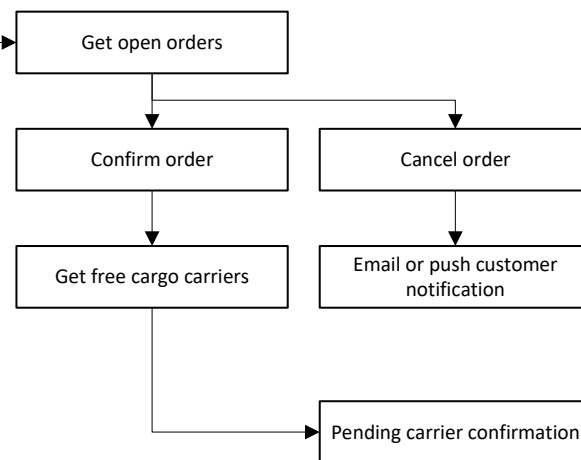 Get open orders
Confirm order
Cancel order
Get free cargo carriers
Email or push customer
notification
Pending carrier confirmation